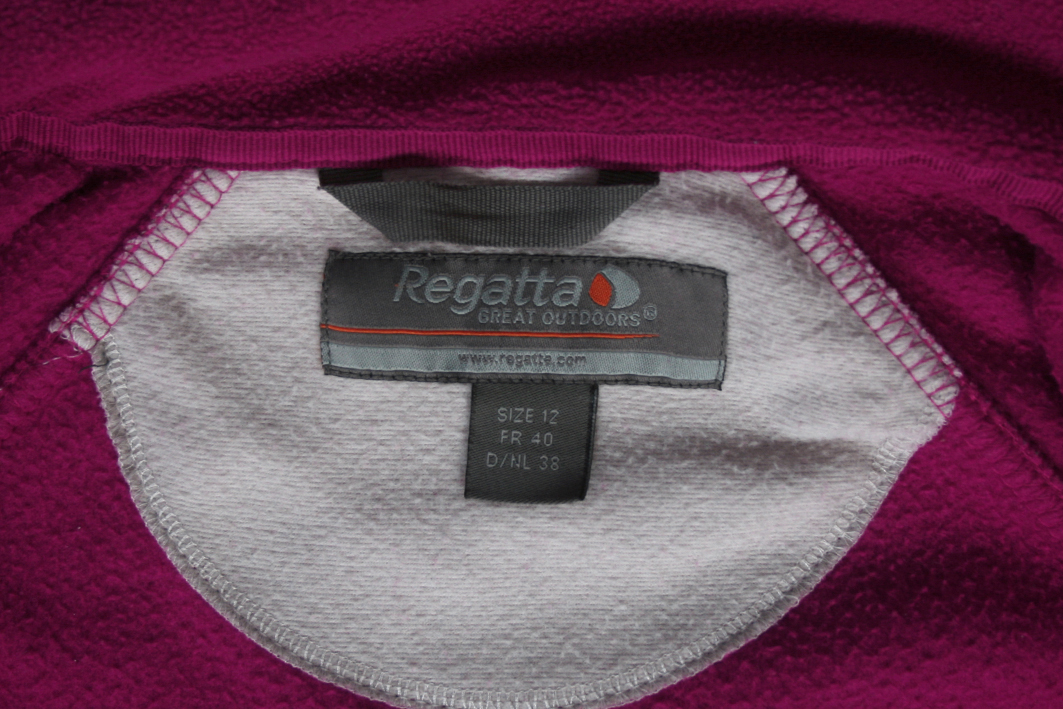 Regatta
GREAT OUTDOORS®
www.regatta.com
SIZE 12
FR 40
D/NL 38